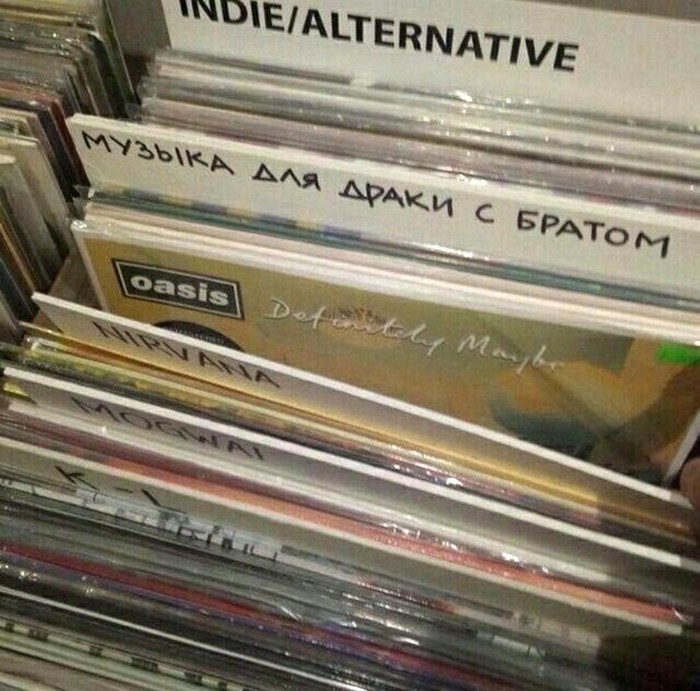 INDIE/ALTERNATIVE
МУЗЫКА ДЛЯ ДРАКИ С БРАТОМ
oasis
Definitely Maybe
NIRVANA
MOGWAI
K-L